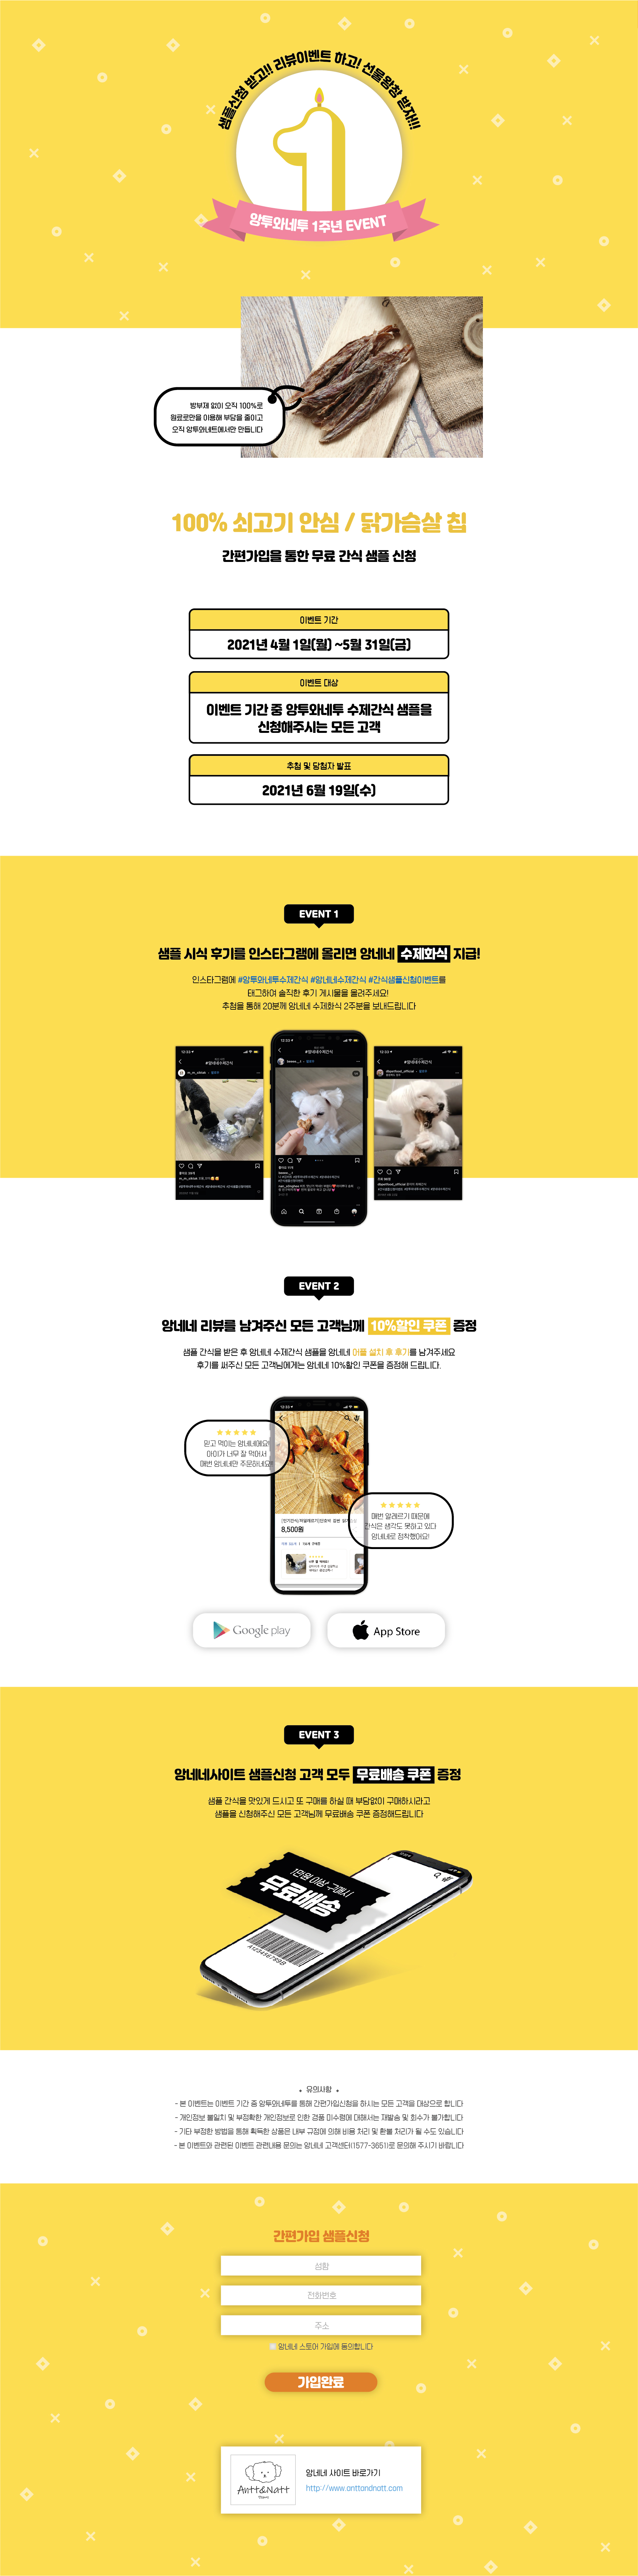 샘플신청 받고!! 리뷰이벤트 하고! 선물왕창 받자!!!
앙투와네투 1주년 EVENT
방부제 없이 오직 100%로
원료로만을 이용해 부담을 줄이고
오직 앙투와네트에서만 만듭니다
100% 쇠고기 안심 / 닭가슴살 칩
간편가입을 통한 무료 간식 샘플 신청
이벤트 기간
2021년 4월 1일(월) ~5월 31일(금)
이벤트 대상
이벤트 기간 중 앙투와네투 수제간식 샘플을
신청해주시는 모든 고객
추첨 및 당첨자 발표
2021년 6월 19일(수)
EVENT 1
샘플 시식 후기를 인스타그램에 올리면 앙네네 수제화식 지급!
인스타그램에 #앙투와네투수제간식 #앙네네수제간식 #간식샘플신청이벤트를
태그하여 솔직한 후기 게시물을 올려주세요!
추첨을 통해 20분께 앙네네 수제화식 2주분을 보내드립니다
12:33
#앙네네수제간식
12:33
#앙네네수제간식
12:33
#앙네네수제간식
EVENT 2
앙네네 리뷰를 남겨주신 모든 고객님께 10%할인 쿠폰 증정
샘플 간식을 받은 후 앙네네 수제간식 샘플을 앙네네 어플 설치 후 후기를 남겨주세요
후기를 써주신 모든 고객님에게는 앙네네 10%할인 쿠폰을 증정해 드립니다.
12:33
★★★★★
믿고 먹이는 앙네네에요!
아이가 너무 잘 먹어서
매번 앙네네만 주문하네요!
8,500원
★★★★★
매번 알레르기 때문에
간식은 생각도 못하고 있다
앙네네로 정착했어요!
Google play
App Store
EVENT 3
앙네네사이트 샘플신청 고객 모두 무료배송 쿠폰 증정
샘플 간식을 맛있게 드시고 또 구매를 하실 때 부담없이 구매하시라고
샘플을 신청해주신 모든 고객님께 무료배송 쿠폰 증정해드립니다
1만원 이상 구매시
무료배송
유의사항
- 본 이벤트는 이벤트 기간 중 앙투와네투를 통해 간편가입신청을 하시는 모든 고객을 대상으로 합니다
- 개인정보 불일치 및 부정확한 개인정보로 인한 경품 미수령에 대해서는 재발송 및 회수가 불가합니다
- 기타 부정한 방법을 통해 획득한 상품은 내부 규정에 의해 비용 처리 및 환불 처리가 될 수도 있습니다
- 본 이벤트와 관련된 이벤트 관련내용 문의는 앙네네 고객센터(1577-3651)로 문의해 주시기 바랍니다
간편가입 샘플신청
성함
전화번호
주소
앙네네 스토어 가입에 동의합니다
가입완료
Antt&Natt
앙네네 사이트 바로가기
http://www.anttandnatt.com